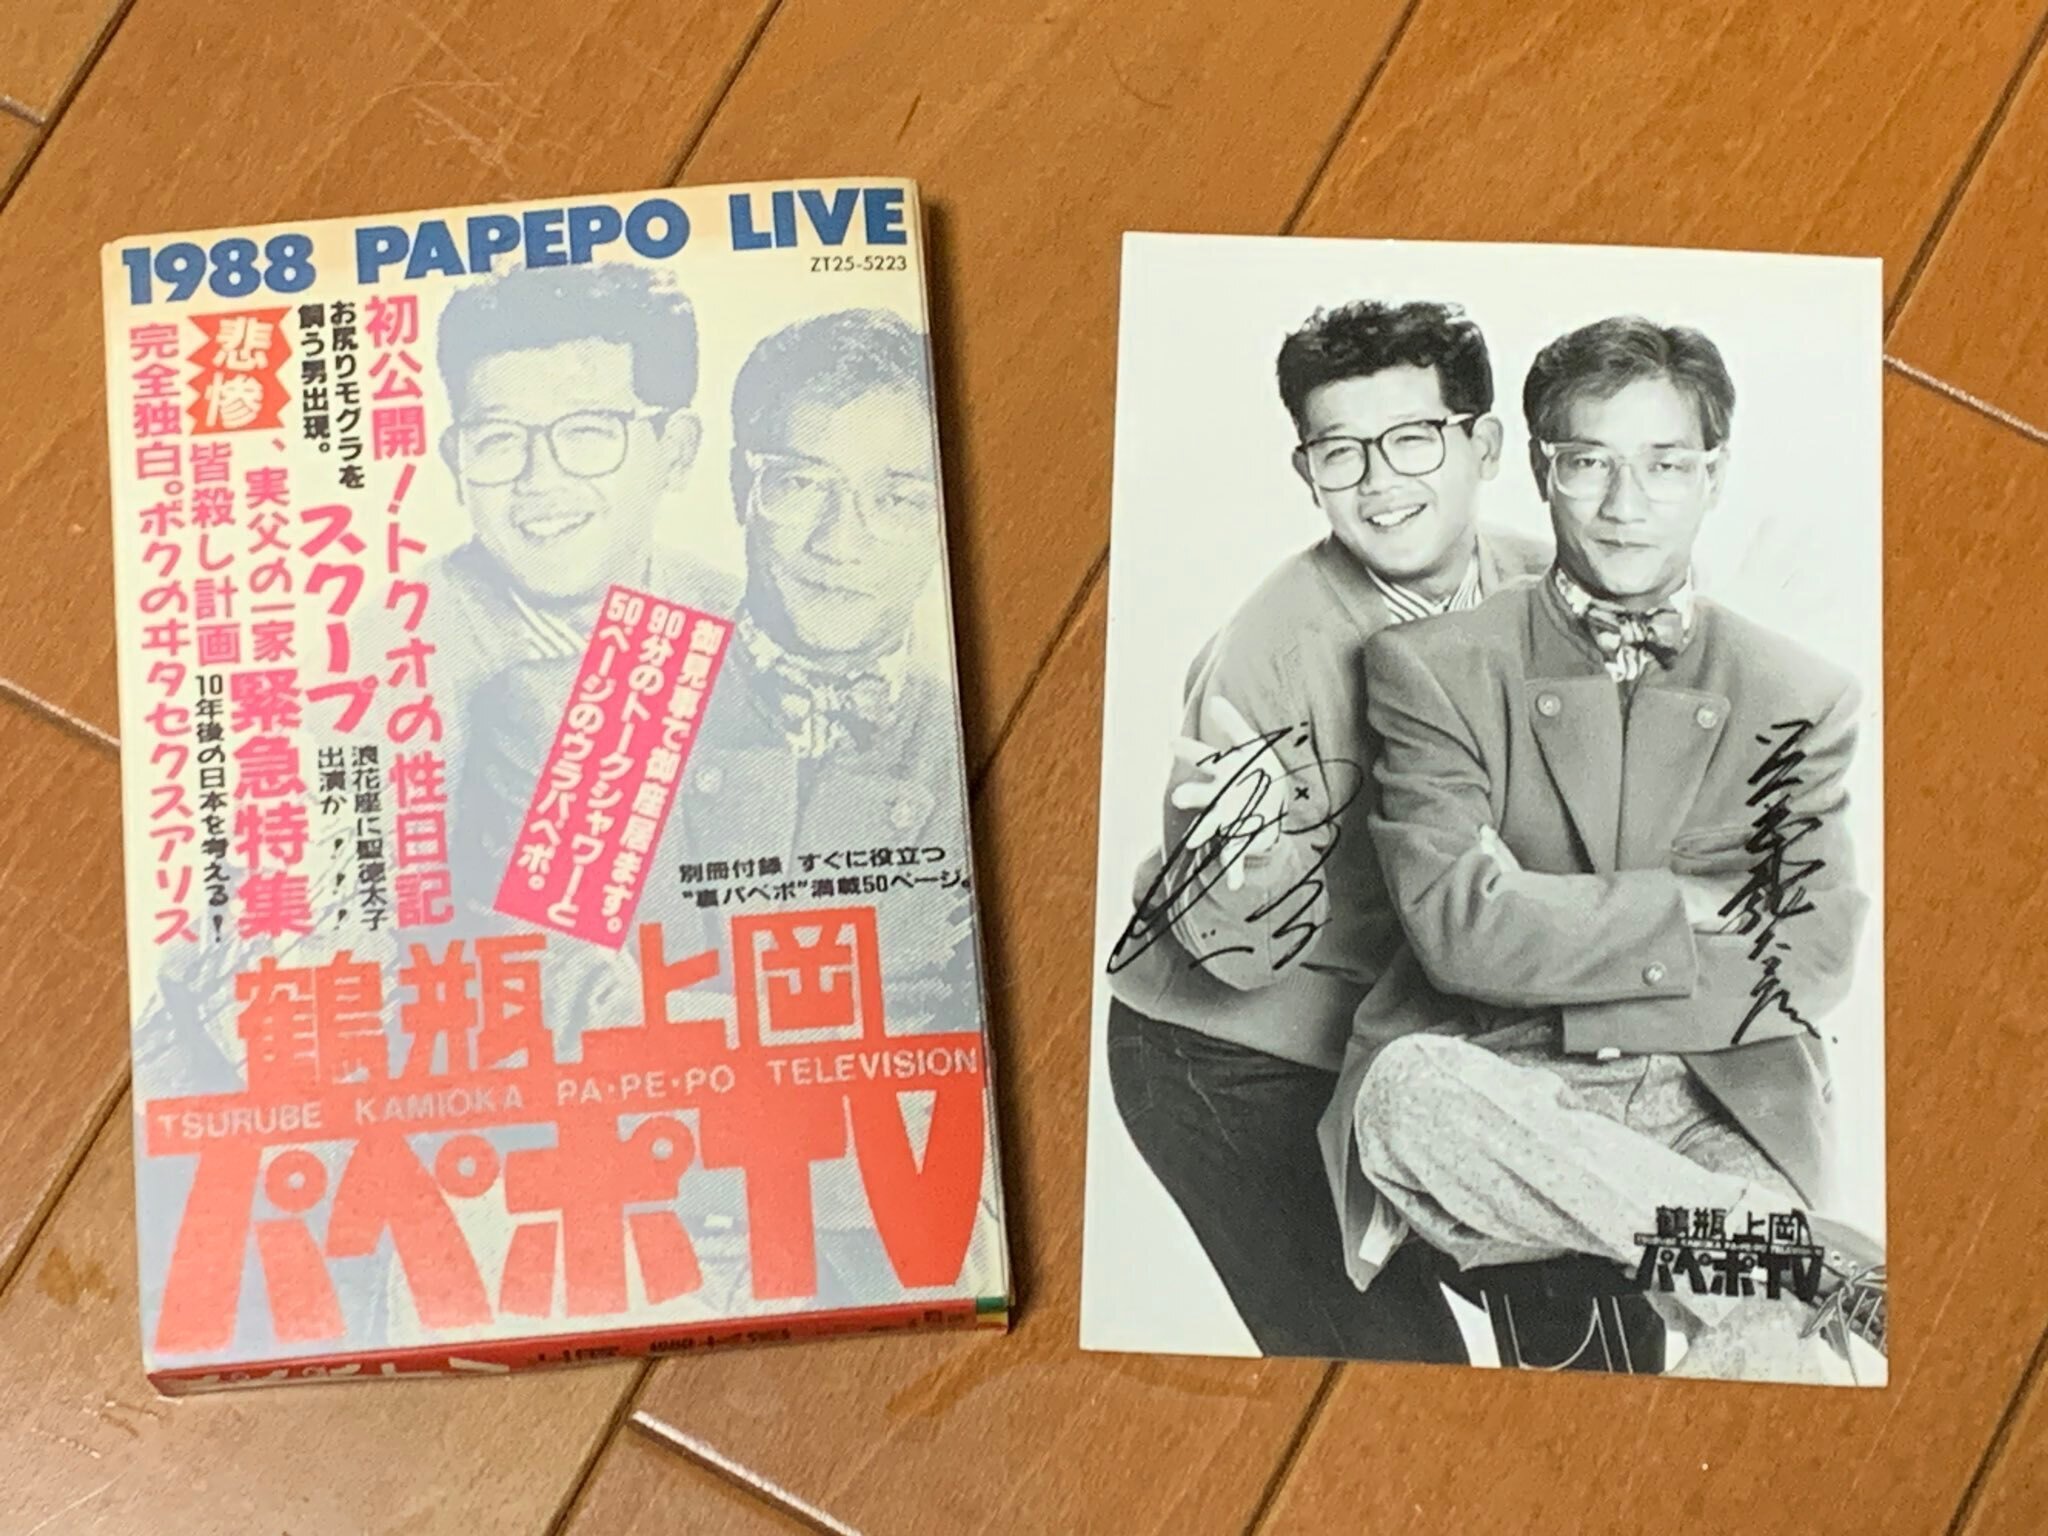 1988 PAPEPO LIVE
ZT25-5223
初公開！トクオの性日記
お尻りモグラを
飼う男出現。
スクープ
浪花座に聖徳太子
出演か！！！
悲惨、実父の一家緊急特集
皆殺し計画
10年後の日本を考える！
完全独白。ボクのヰタセクスアリス
御見事で御座居ます。
90分のトークシャワーと
50ページのウラパペポ。
別冊付録 すぐに役立つ
“裏パペポ”満載50ページ。
鶴瓶上岡
TSURUBE KAMIOKA PA・PE・PO TELEVISION
パペポTV
鶴瓶上岡
パペポTV